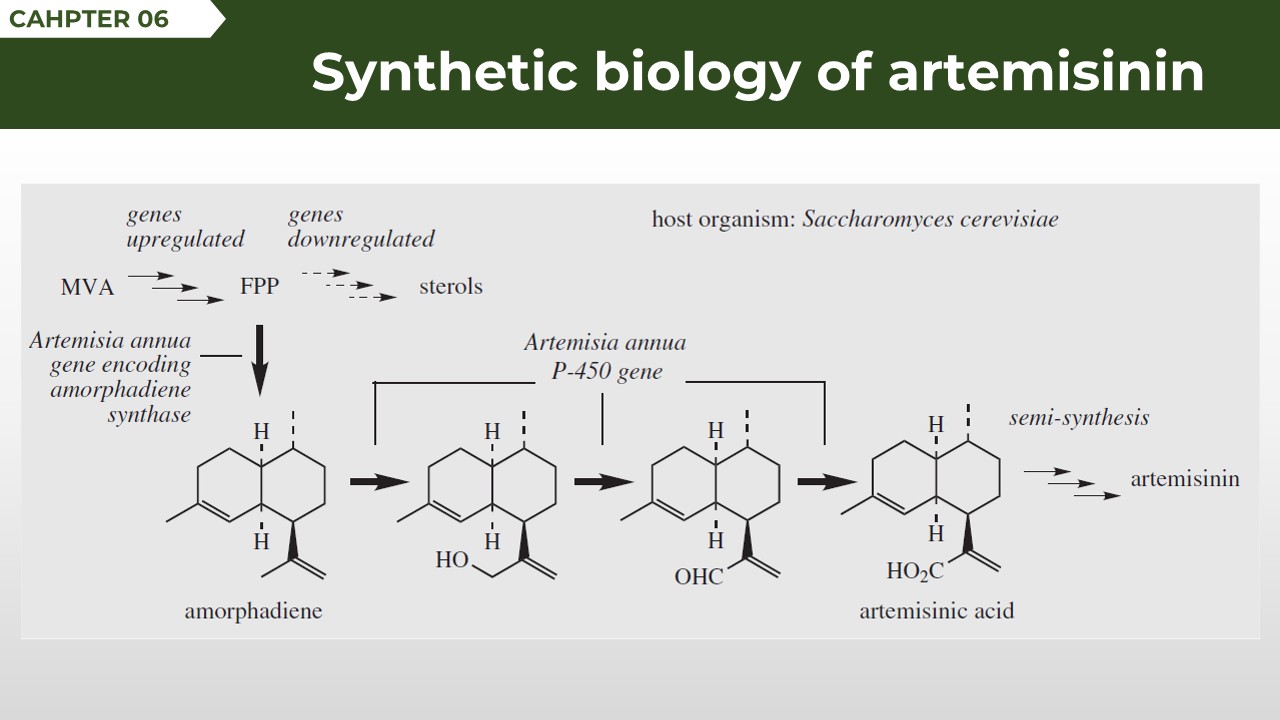 CAHPTER 06
Synthetic biology of artemisinin
genes
upregulated
genes
downregulated
host organism: Saccharomyces cerevisiae
MVA
FPP
sterols
Artemisia annua
gene encoding
amorphadiene
synthase
Artemisia annua
P-450 gene
semi-synthesis
artemisinin
H
H
H
H
HO
H
H
OHC
H
H
HO₂C
amorphadiene
artemisinic acid